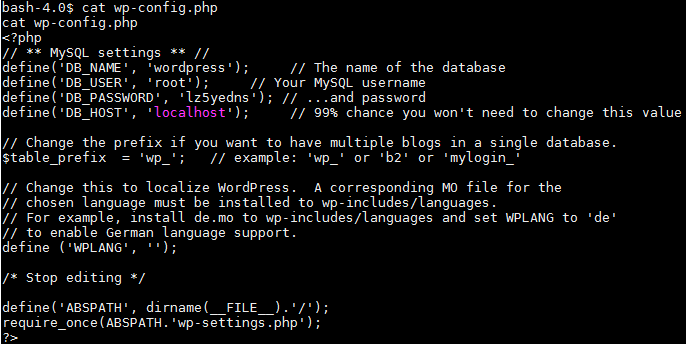 bash-4.0$ cat wp-config.php
cat wp-config.php
<?php
// ** MySQL settings ** //
define('DB_NAME', 'wordpress');     // The name of the database
define('DB_USER', 'root');     // Your MySQL username
define('DB_PASSWORD', 'lz5yedns'); // ...and password
define('DB_HOST', 'localhost');     // 99% chance you won't need to change this value

// Change the prefix if you want to have multiple blogs in a single database.
$table_prefix  = 'wp_';   // example: 'wp_' or 'b2' or 'mylogin_'

// Change this to localize WordPress.  A corresponding MO file for the
// chosen language must be installed to wp-includes/languages.
// For example, install de.mo to wp-includes/languages and set WPLANG to 'de'
// to enable German language support.
define ('WPLANG', '');

/* Stop editing */

define('ABSPATH', dirname(__FILE__).'/');
require_once(ABSPATH.'wp-settings.php');
?>